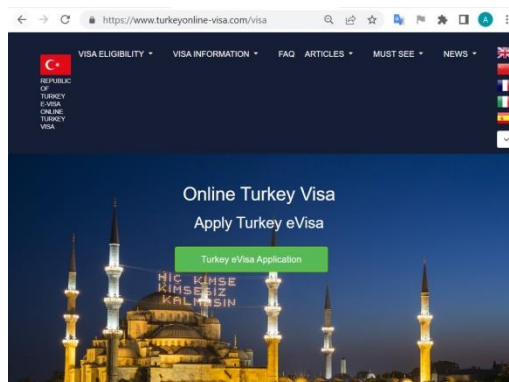 https://www.turkeyonline-visa.com/visa
A
VISA ELIGIBILITY
VISA INFORMATION
FAQ
ARTICLES
MUST SEE
NEWS
REPUBLIC
OF
TURKEY
E-VISA
ONLINE
TURKEY
VISA
Online Turkey Visa
Apply Turkey eVisa
Turkey eVisa Application
HİÇ KİMSE
KİMSESİZ
KALMASIN